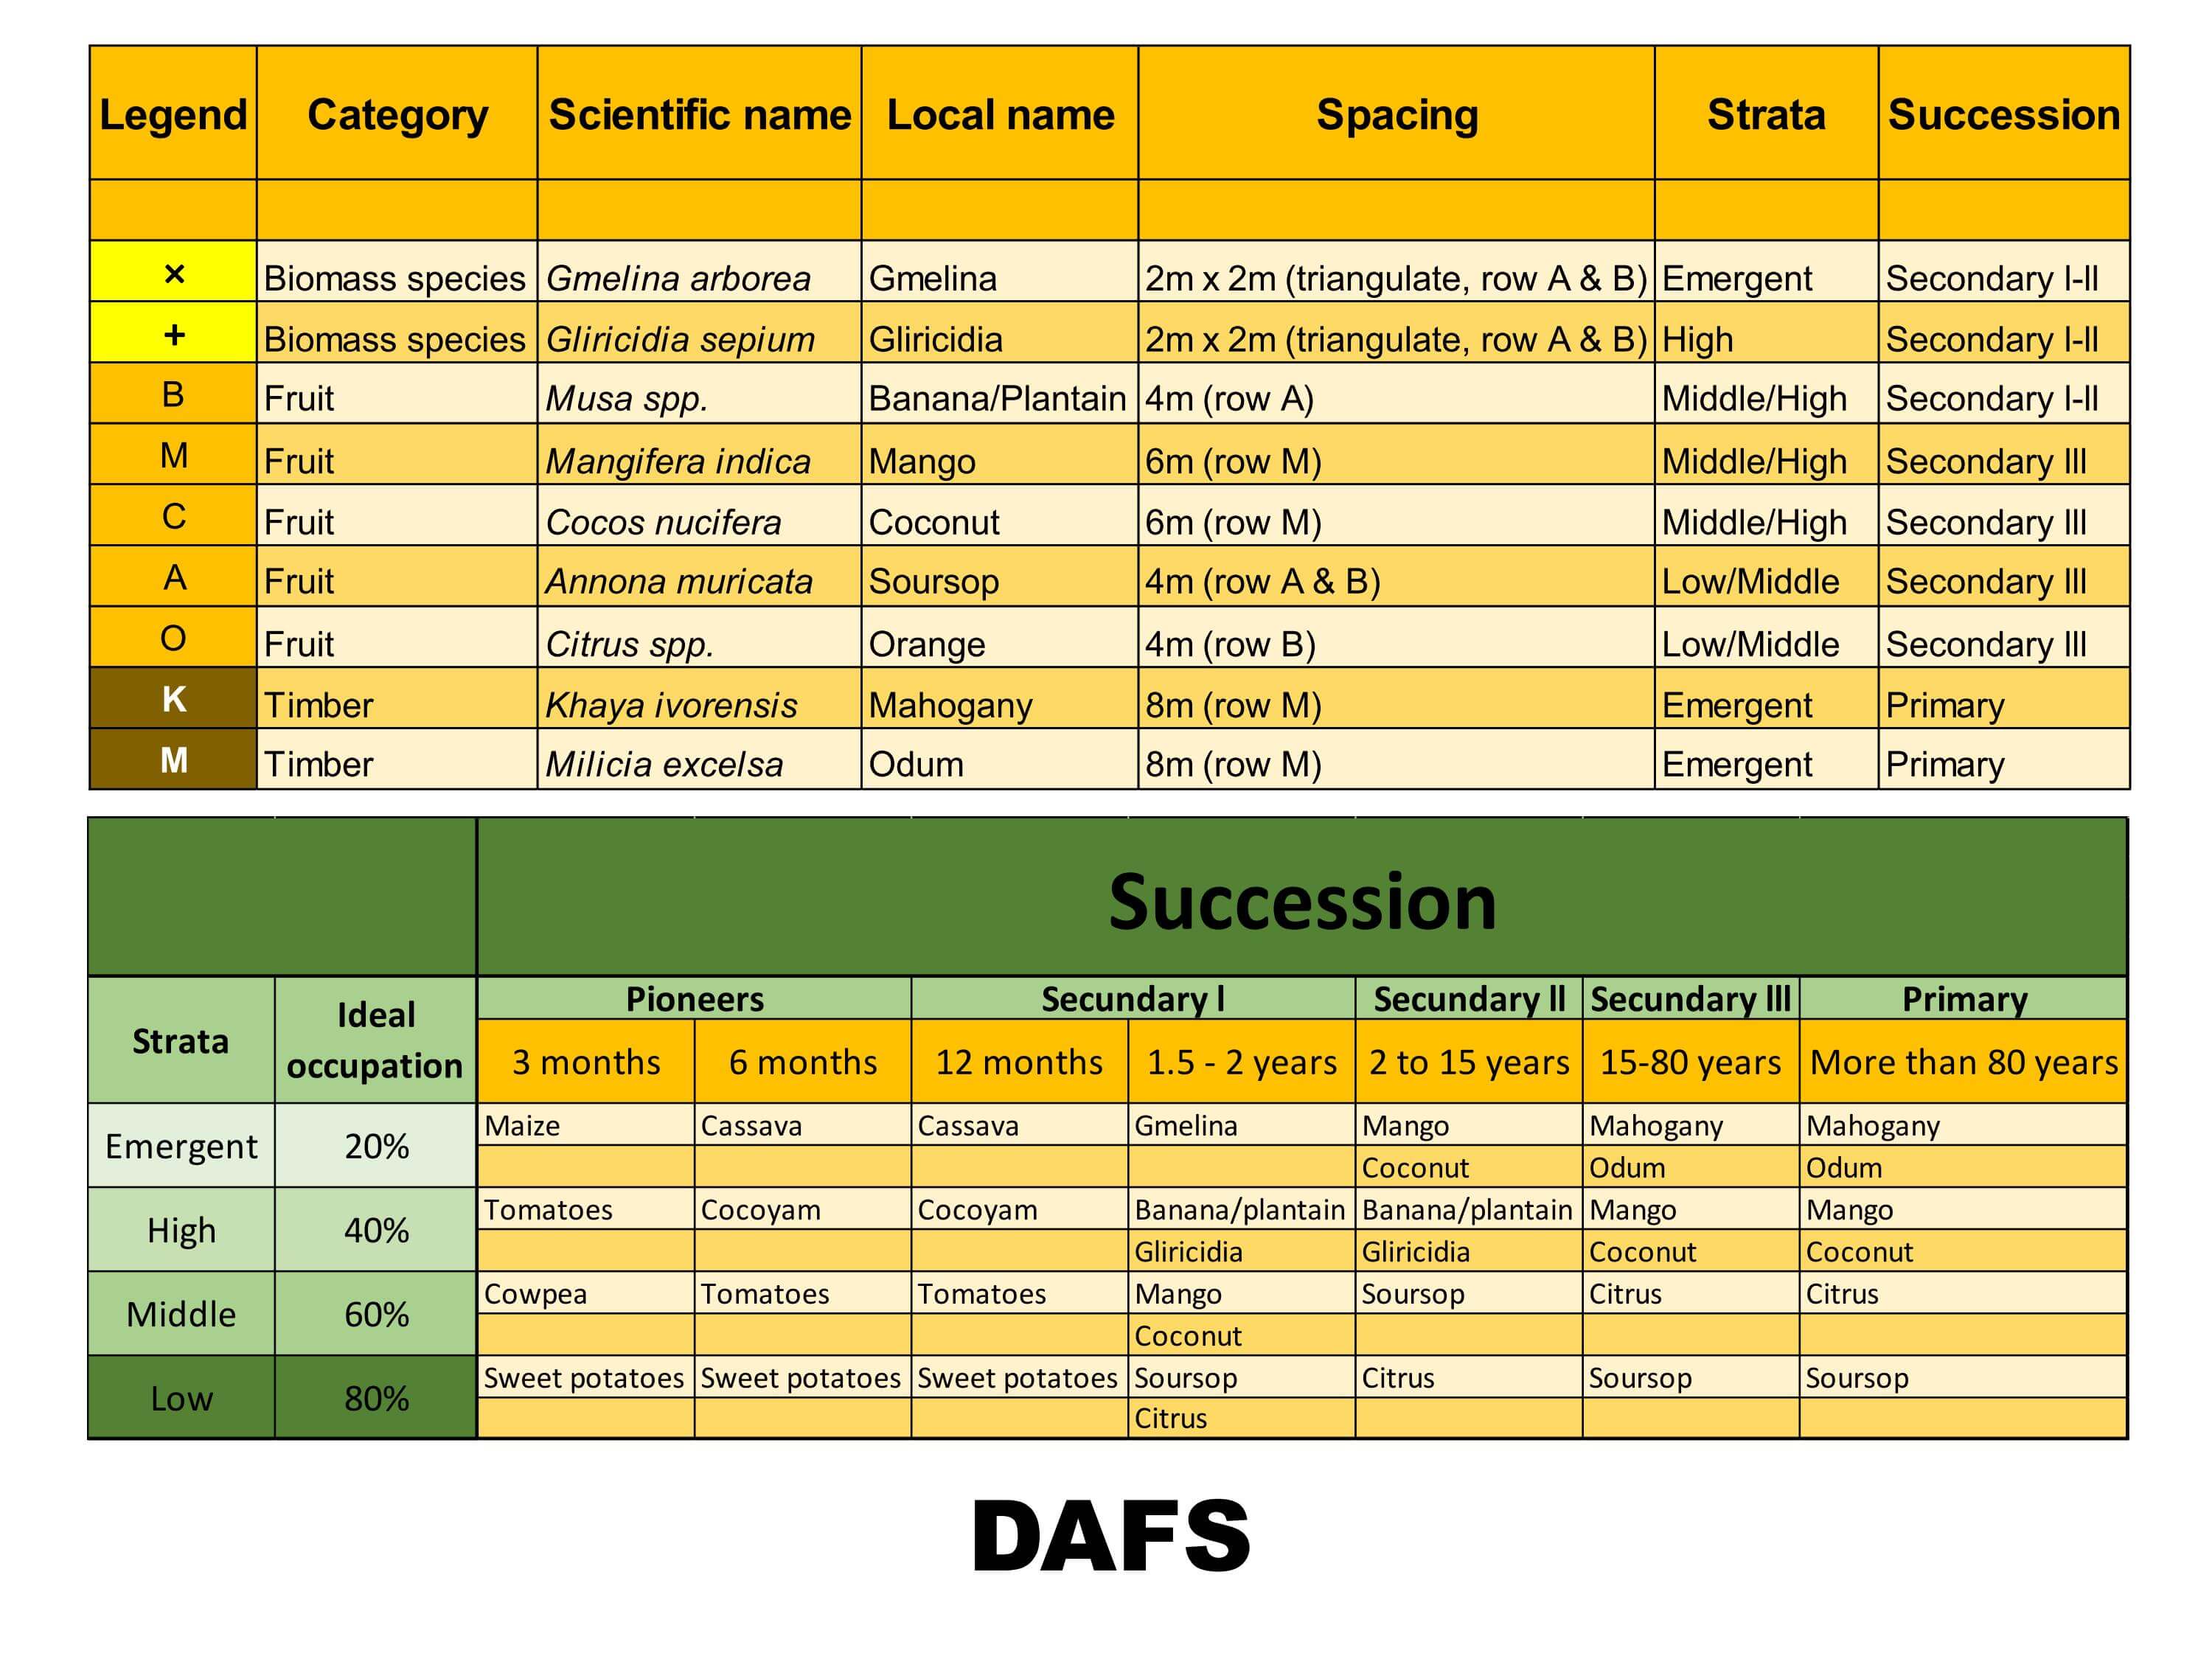 Legend Category Scientific name Local name Spacing Strata Succession
× Biomass species Gmelina arborea Gmelina 2m x 2m (triangulate, row A & B) Emergent Secondary I-II
+ Biomass species Gliricidia sepium Gliricidia 2m x 2m (triangulate, row A & B) High Secondary I-II
B Fruit Musa spp. Banana/Plantain 4m (row A) Middle/High Secondary I-II
M Fruit Mangifera indica Mango 6m (row M) Middle/High Secondary III
C Fruit Cocos nucifera Coconut 6m (row M) Middle/High Secondary III
A Fruit Annona muricata Soursop 4m (row A & B) Low/Middle Secondary III
O Fruit Citrus spp. Orange 4m (row B) Low/Middle Secondary III
K Timber Khaya ivorensis Mahogany 8m (row M) Emergent Primary
M Timber Milicia excelsa Odum 8m (row M) Emergent Primary
Succession
Strata Ideal occupation Pioneers Secundary l Secundary ll Secundary lll Primary
3 months 6 months 12 months 1.5 - 2 years 2 to 15 years 15-80 years More than 80 years
Emergent 20% Maize Cassava Cassava Gmelina Mango Mahogany Mahogany
Coconut Odum Odum
High 40% Tomatoes Cocoyam Cocoyam Banana/plantain Banana/plantain Mango Mango
Gliricidia Gliricidia Coconut Coconut
Middle 60% Cowpea Tomatoes Tomatoes Mango Soursop Citrus Citrus
Coconut
Low 80% Sweet potatoes Sweet potatoes Sweet potatoes Soursop Citrus Soursop Soursop
Citrus
DAFS